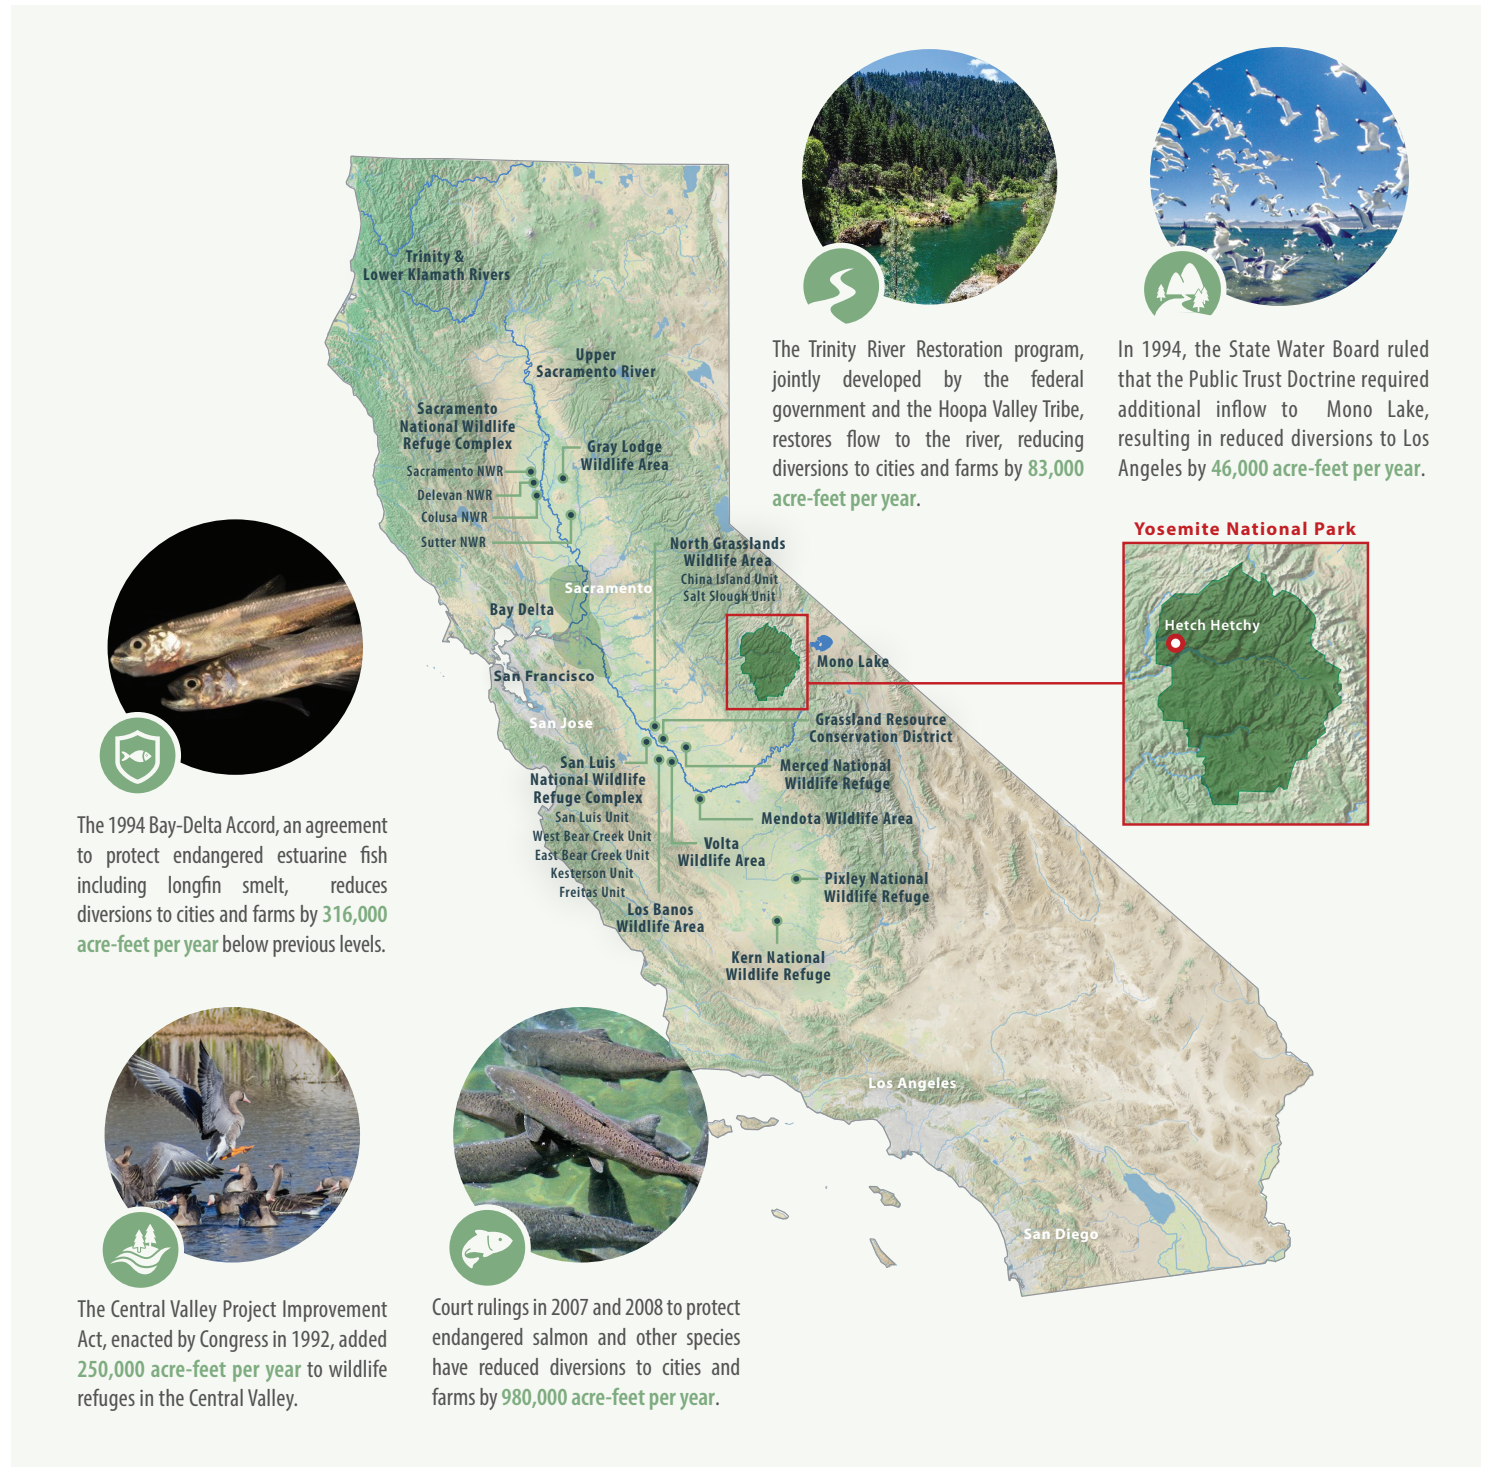 The Trinity River Restoration program,
jointly developed by the federal
government and the Hoopa Valley Tribe,
restores flow to the river, reducing
diversions to cities and farms by 83,000
acre-feet per year.
In 1994, the State Water Board ruled
that the Public Trust Doctrine required
additional inflow to Mono Lake,
resulting in reduced diversions to Los
Angeles by 46,000 acre-feet per year.
Trinity &
Lower Klamath Rivers
Upper
Sacramento River
Sacramento
National Wildlife
Refuge Complex
Sacramento NWR
Delevan NWR
Colusa NWR
Sutter NWR
Gray Lodge
Wildlife Area
North Grasslands
Wildlife Area
China Island Unit
Salt Slough Unit
Sacramento
Bay Delta
San Francisco
San Jose
Mono Lake
Yosemite National Park
Hetch Hetchy
Grassland Resource
Conservation District
San Luis
National Wildlife
Refuge Complex
San Luis Unit
West Bear Creek Unit
East Bear Creek Unit
Kesterson Unit
Freitas Unit
Merced National
Wildlife Refuge
Mendota Wildlife Area
Volta
Wildlife Area
Pixley National
Wildlife Refuge
Los Banos
Wildlife Area
Kern National
Wildlife Refuge
Los Angeles
San Diego
The 1994 Bay-Delta Accord, an agreement
to protect endangered estuarine fish
including longfin smelt, reduces
diversions to cities and farms by 316,000
acre-feet per year below previous levels.
The Central Valley Project Improvement
Act, enacted by Congress in 1992, added
250,000 acre-feet per year to wildlife
refuges in the Central Valley.
Court rulings in 2007 and 2008 to protect
endangered salmon and other species
have reduced diversions to cities and
farms by 980,000 acre-feet per year.